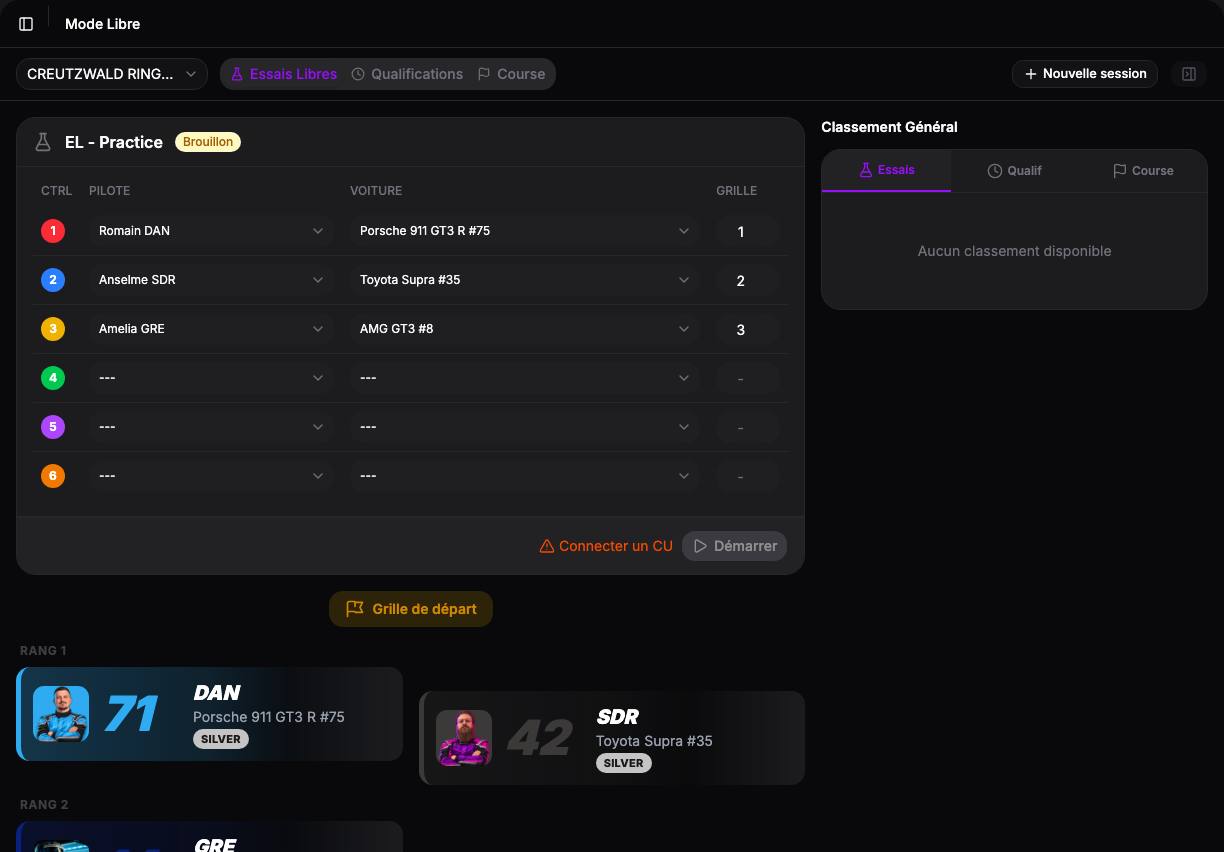 Mode Libre
CREUTZWALD RING...
Essais Libres
Qualifications
Course
Nouvelle session
EL - Practice
Brouillon
CTRL PILOTE VOITURE GRILLE
1 Romain DAN Porsche 911 GT3 R #75 1
2 Anselme SDR Toyota Supra #35 2
3 Amelia GRE AMG GT3 #8 3
4 --- --- -
5 --- --- -
6 --- --- -
Connecter un CU
Démarrer
Classement Général
Essais
Qualif
Course
Aucun classement disponible
Grille de départ
RANG 1
71
DAN
Porsche 911 GT3 R #75
SILVER
42
SDR
Toyota Supra #35
SILVER
RANG 2
GRE